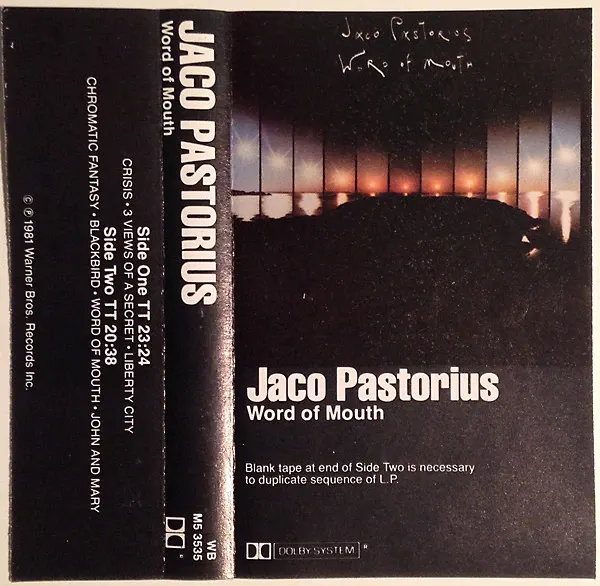 Jaco Pastorius
Word of Mouth
Jaco Pastorius
Word of Mouth
Blank tape at end of Side Two is necessary
to duplicate sequence of L.P.
DOLBY SYSTEM ®
JACO PASTORIUS
Word of Mouth
WB
M5 3535
Side One TT 23:24
CRISIS • 3 VIEWS OF A SECRET • LIBERTY CITY
Side Two TT 20:38
CHROMATIC FANTASY • BLACKBIRD • WORD OF MOUTH • JOHN AND MARY
© ℗ 1981 Warner Bros. Records Inc.